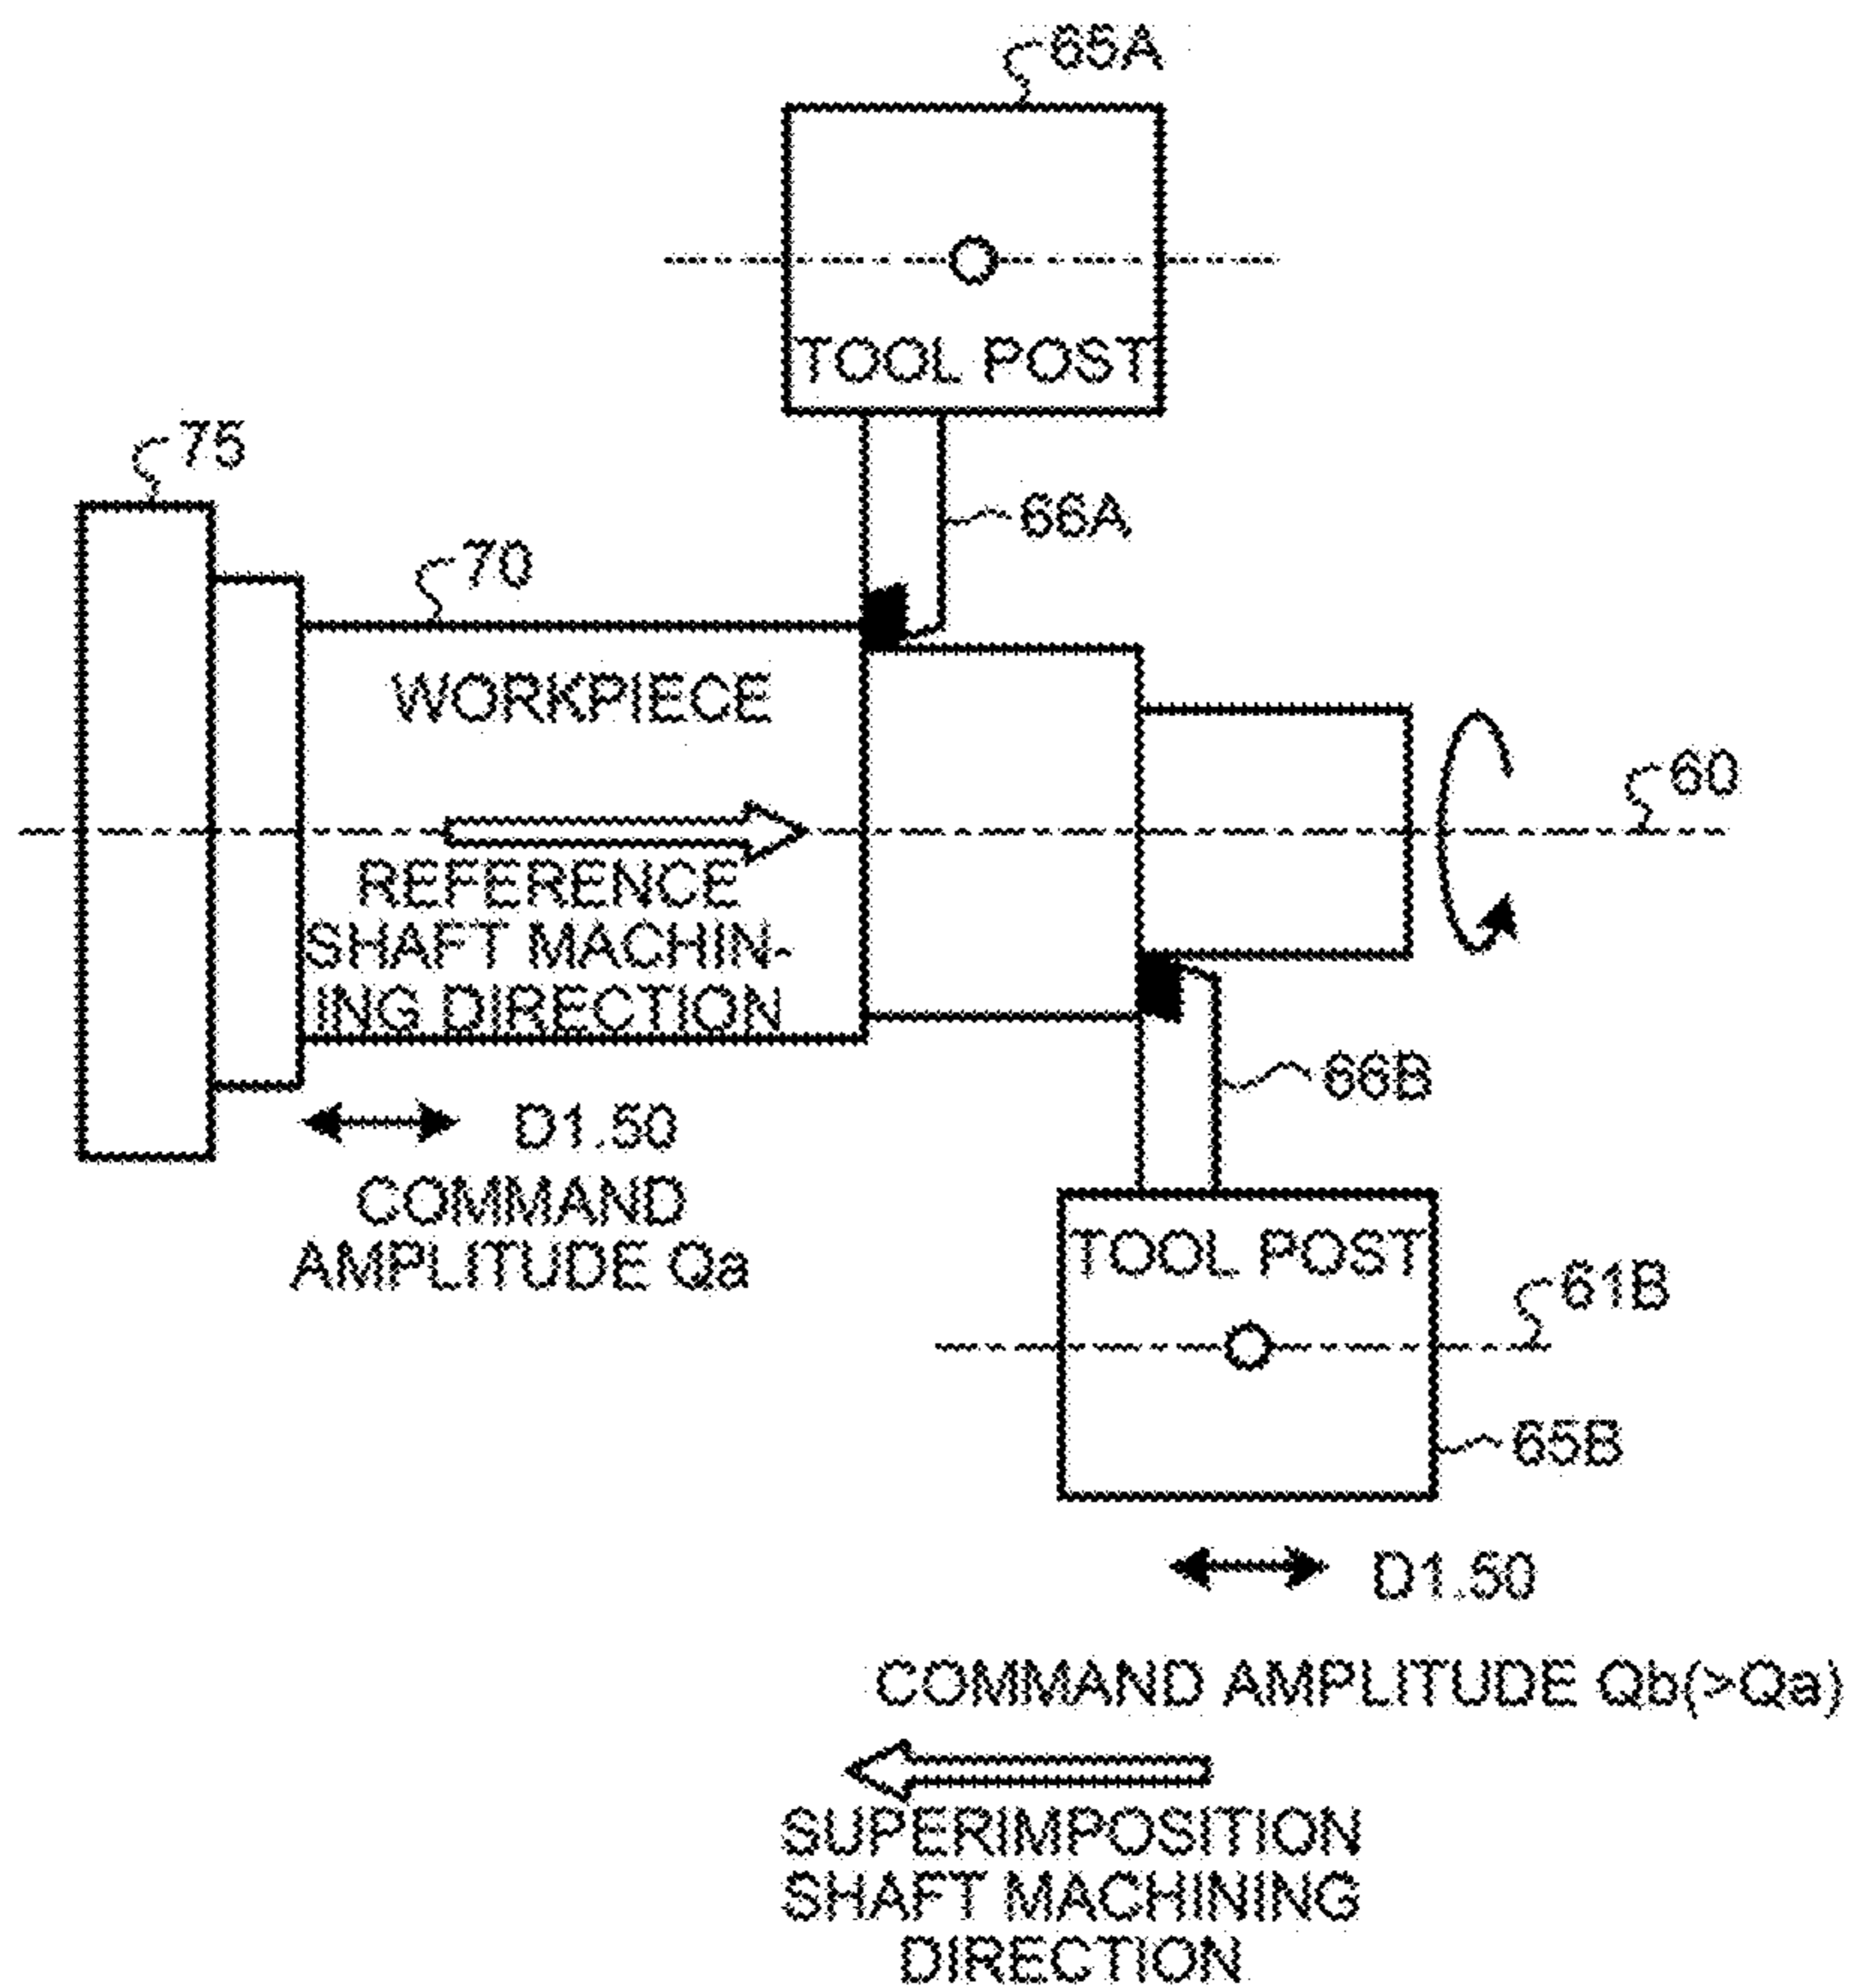 65A
TOOL POST
75
66A
70
WORKPIECE
60
REFERENCE
SHAFT MACHIN-
ING DIRECTION
66B
D1.50
COMMAND
AMPLITUDE Qa
TOOL POST
61B
65B
D1.50
COMMAND AMPLITUDE Qb(>Qa)
SUPERIMPOSITION
SHAFT MACHINING
DIRECTION